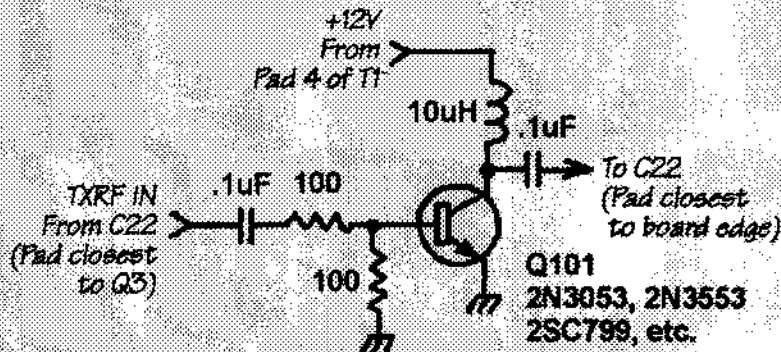 +12V
From
Pad 4 of T1
10uH
.1uF
To C22
(Pad closest
to board edge)
TXRF IN
From C22
(Pad closest
to Q3)
.1uF
100
100
Q101
2N3053, 2N3553
2SC799, etc.